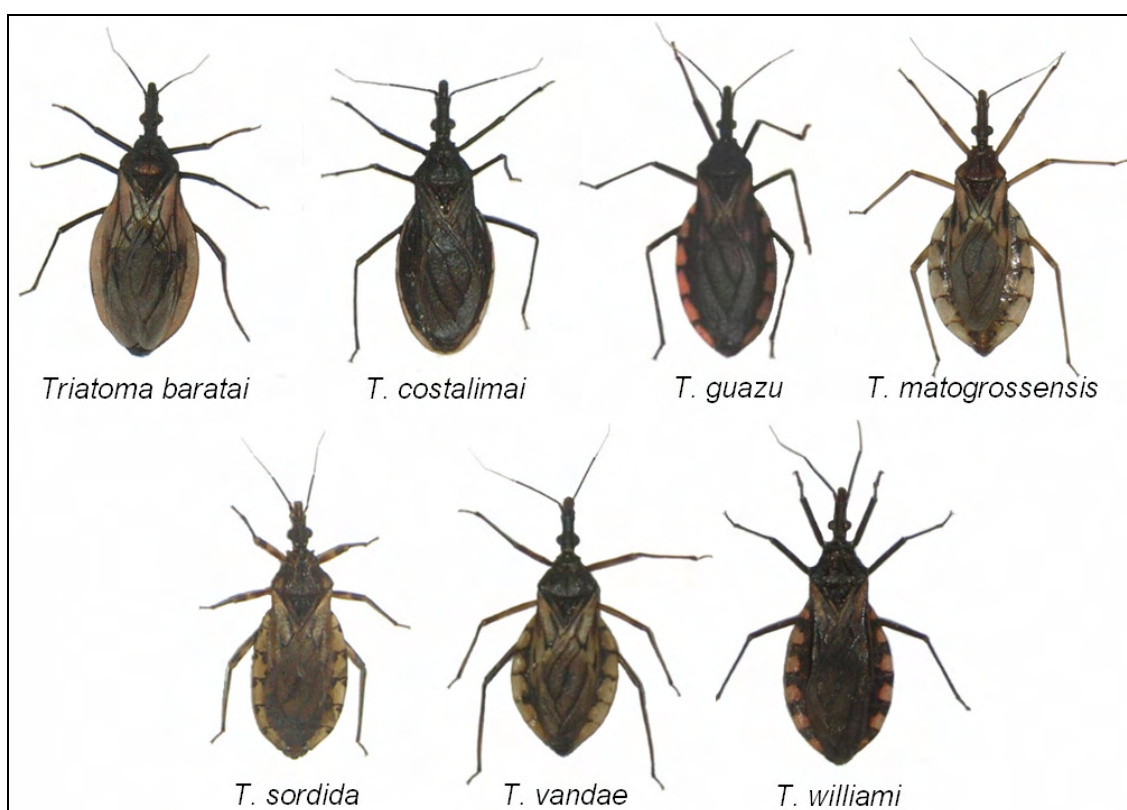 Triatoma baratai
T. costalimai
T. guazu
T. matogrossensis
T. sordida
T. vandae
T. williami